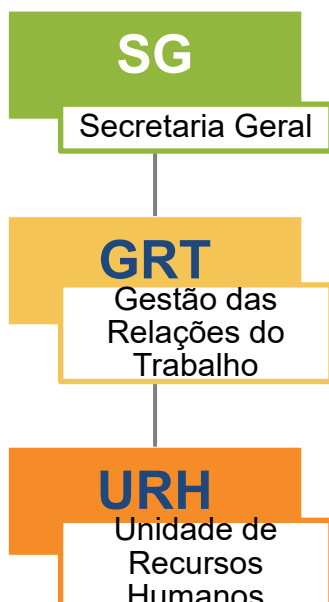 SG
Secretaria Geral
GRT
Gestão das
Relações do
Trabalho
URH
Unidade de
Recursos
Humanos